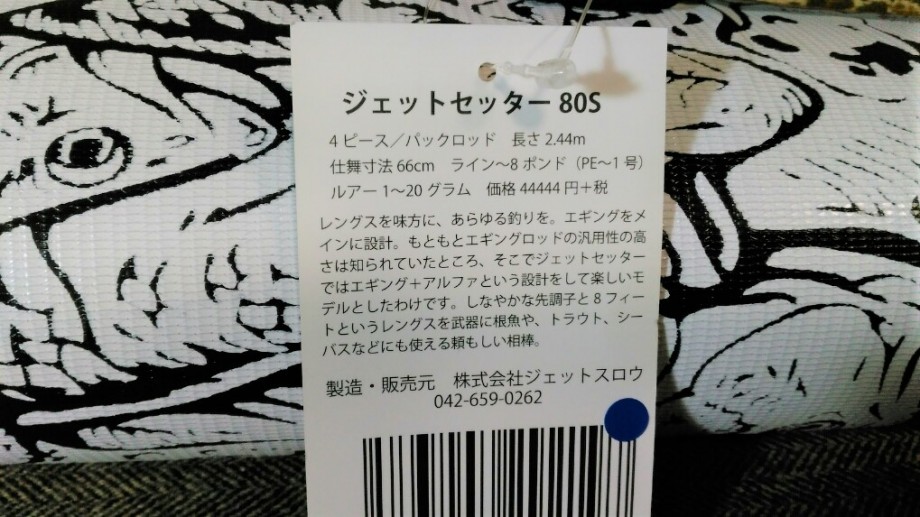 ジェットセッター 80S
4 ピース／パックロッド　長さ 2.44m
仕舞寸法 66cm　ライン〜8 ポンド（PE〜1 号）
ルアー 1〜20 グラム　価格 44444 円＋税
レングスを味方に、あらゆる釣りを。エギングをメ
インに設計。もともとエギングロッドの汎用性の高
さは知られていたところ、そこでジェットセッター
ではエギング＋アルファという設計をして楽しいモ
デルとしたわけです。しなやかな先調子と 8 フィー
トというレングスを武器に根魚や、トラウト、シー
バスなどにも使える頼もしい相棒。
製造・販売元　株式会社ジェットスロウ
042-659-0262